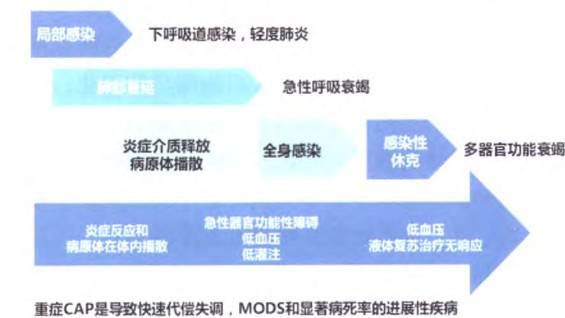 局部感染
下呼吸道感染，轻度肺炎
肺部蔓延
急性呼吸衰竭
炎症介质释放
病原体播散
全身感染
感染性
休克
多器官功能衰竭
炎症反应和
病原体在体内播散
急性器官功能性障碍
低血压
低灌注
低血压
液体复苏治疗无响应
重症CAP是导致快速代偿失调，MODS和显著病死率的进展性疾病